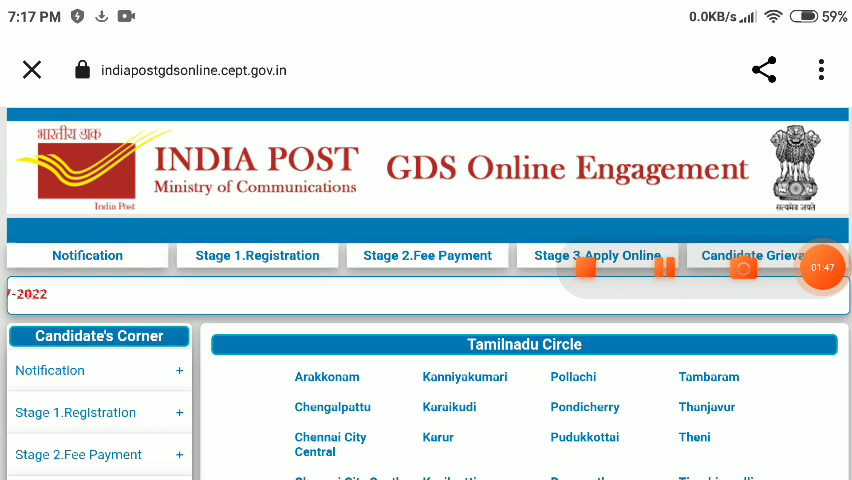 7:17 PM 0.0KB/s 59%
indiapostgdsonline.cept.gov.in
भारतीय डाक
INDIA POST
Ministry of Communications
India Post
GDS Online Engagement
सत्यमेव जयते
Notification Stage 1.Registration Stage 2.Fee Payment Stage 3.Apply Online Candidate Grieva
01:47
-2022
Candidate's Corner
Notification +
Stage 1.Registration +
Stage 2.Fee Payment +
Tamilnadu Circle
Arakkonam Kanniyakumari Pollachi Tambaram
Chengalpattu Karaikudi Pondicherry Thanjavur
Chennai City Karur Pudukkottai Theni
Central